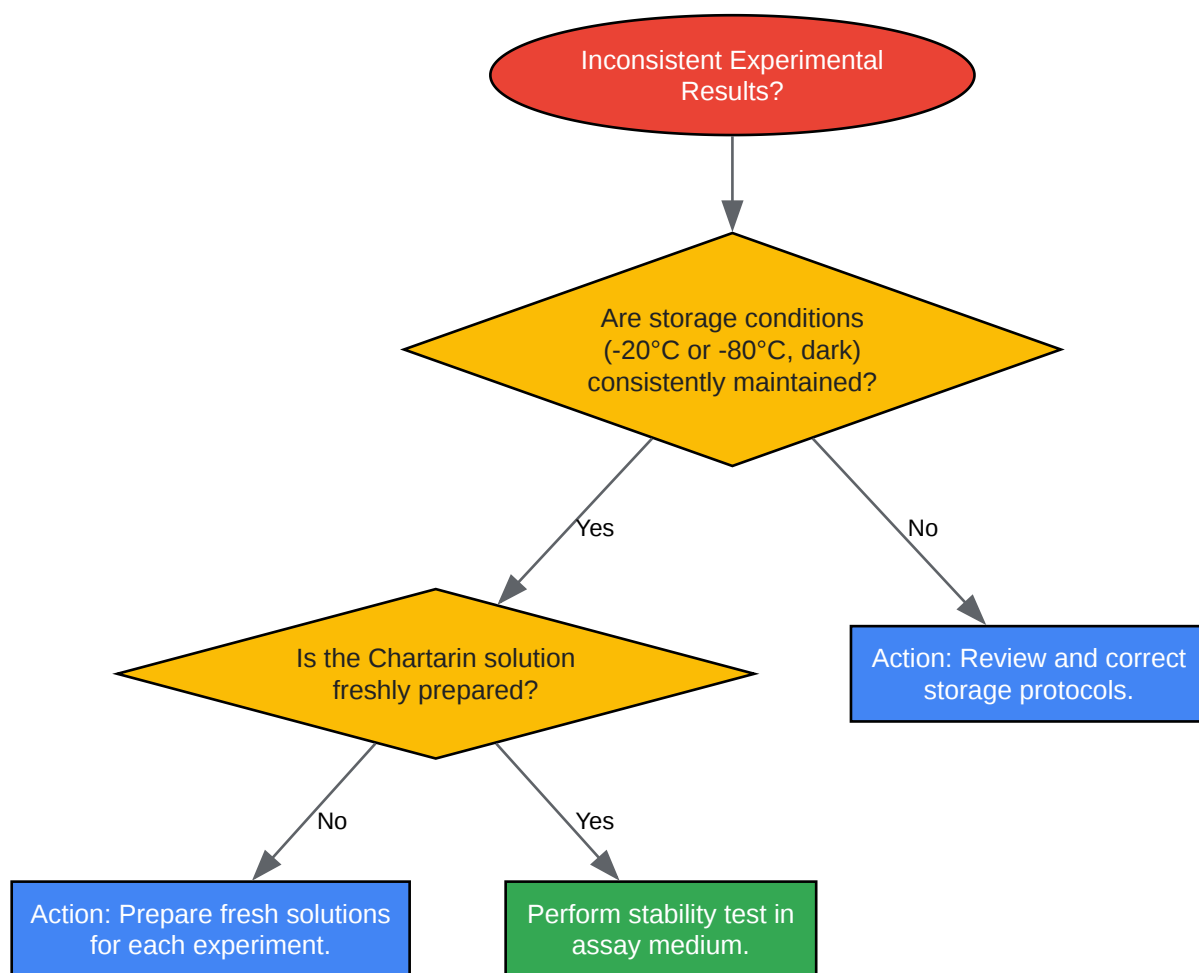 Inconsistent Experimental
Results?
Are storage conditions
(-20°C or -80°C, dark)
consistently maintained?
Yes
No
Is the Chartarin solution
freshly prepared?
Action: Review and correct
storage protocols.
No
Yes
Action: Prepare fresh solutions
for each experiment.
Perform stability test in
assay medium.